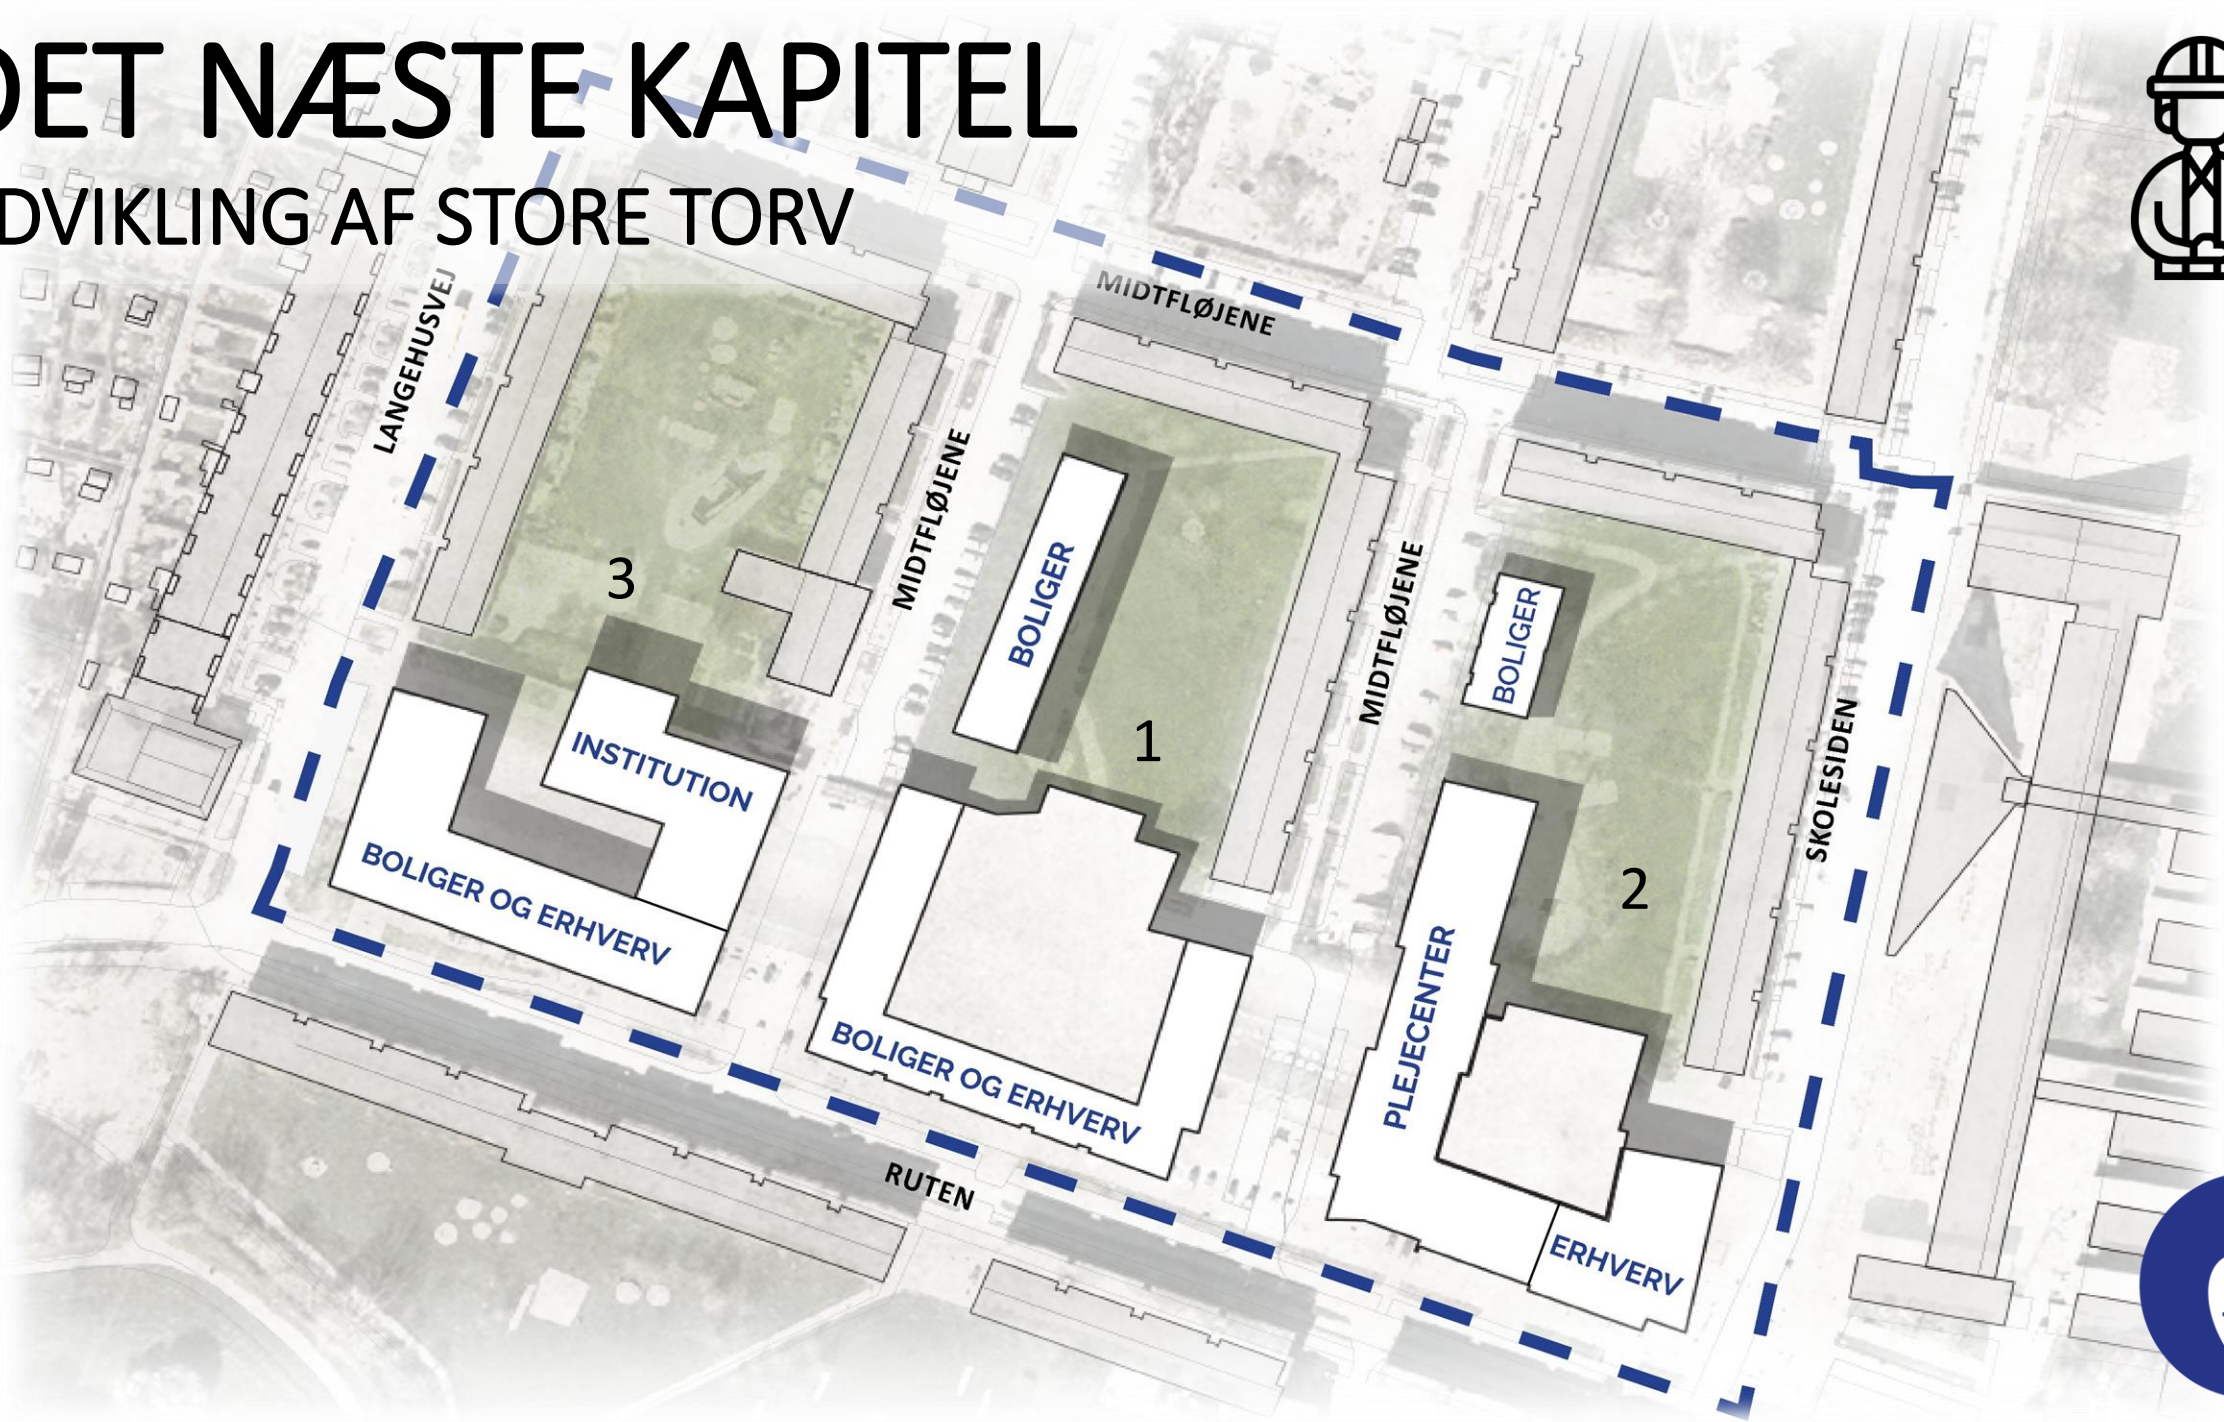 DET NÆSTE KAPITEL
DVIKLING AF STORE TORV
LANGEHUSVEJ
MIDTFLØJENE
MIDTFLØJENE
MIDTFLØJENE
SKOLESIDEN
RUTEN
3
INSTITUTION
BOLIGER OG ERHVERV
BOLIGER
1
BOLIGER OG ERHVERV
BOLIGER
2
PLEJECENTER
ERHVERV